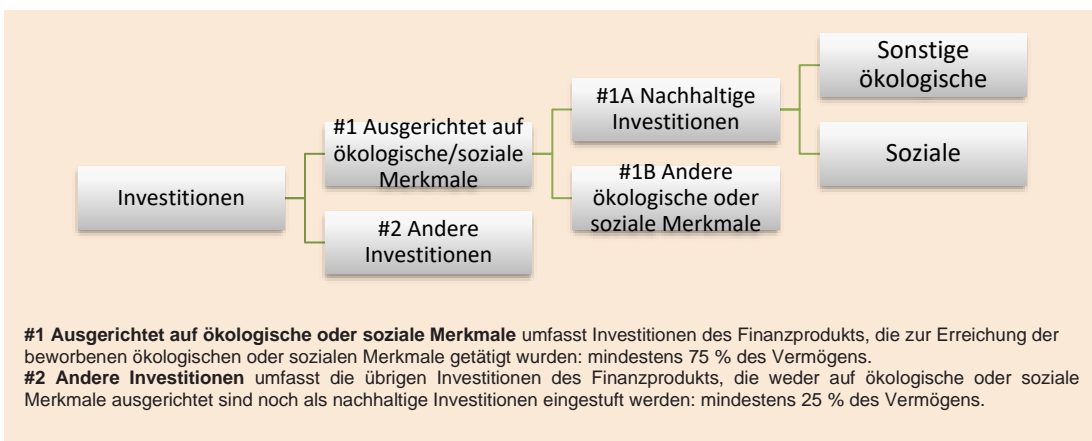 Investitionen
#1 Ausgerichtet auf
ökologische/soziale
Merkmale
#2 Andere
Investitionen
#1A Nachhaltige
Investitionen
#1B Andere
ökologische oder
soziale Merkmale
Sonstige
ökologische
Soziale
#1 Ausgerichtet auf ökologische oder soziale Merkmale umfasst Investitionen des Finanzprodukts, die zur Erreichung der
beworbenen ökologischen oder sozialen Merkmale getätigt wurden: mindestens 75 % des Vermögens.
#2 Andere Investitionen umfasst die übrigen Investitionen des Finanzprodukts, die weder auf ökologische oder soziale
Merkmale ausgerichtet sind noch als nachhaltige Investitionen eingestuft werden: mindestens 25 % des Vermögens.